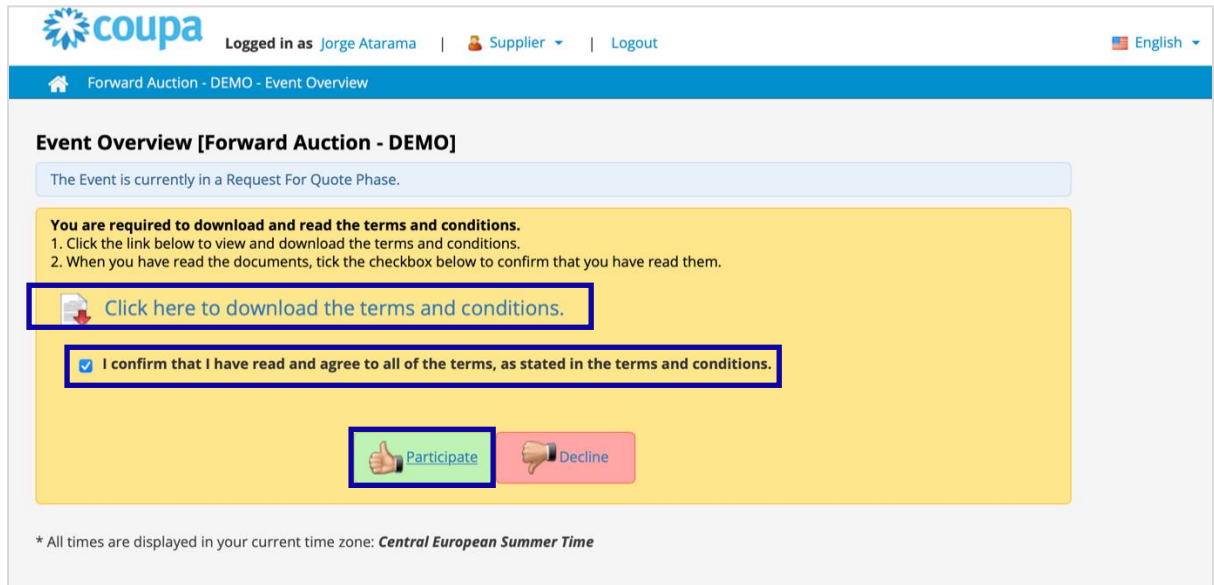 coupa
Logged in as Jorge Atarama | Supplier | Logout
English
Forward Auction - DEMO - Event Overview
Event Overview [Forward Auction - DEMO]
The Event is currently in a Request For Quote Phase.
You are required to download and read the terms and conditions.
1. Click the link below to view and download the terms and conditions.
2. When you have read the documents, tick the checkbox below to confirm that you have read them.
Click here to download the terms and conditions.
I confirm that I have read and agree to all of the terms, as stated in the terms and conditions.
Participate
Decline
* All times are displayed in your current time zone: Central European Summer Time